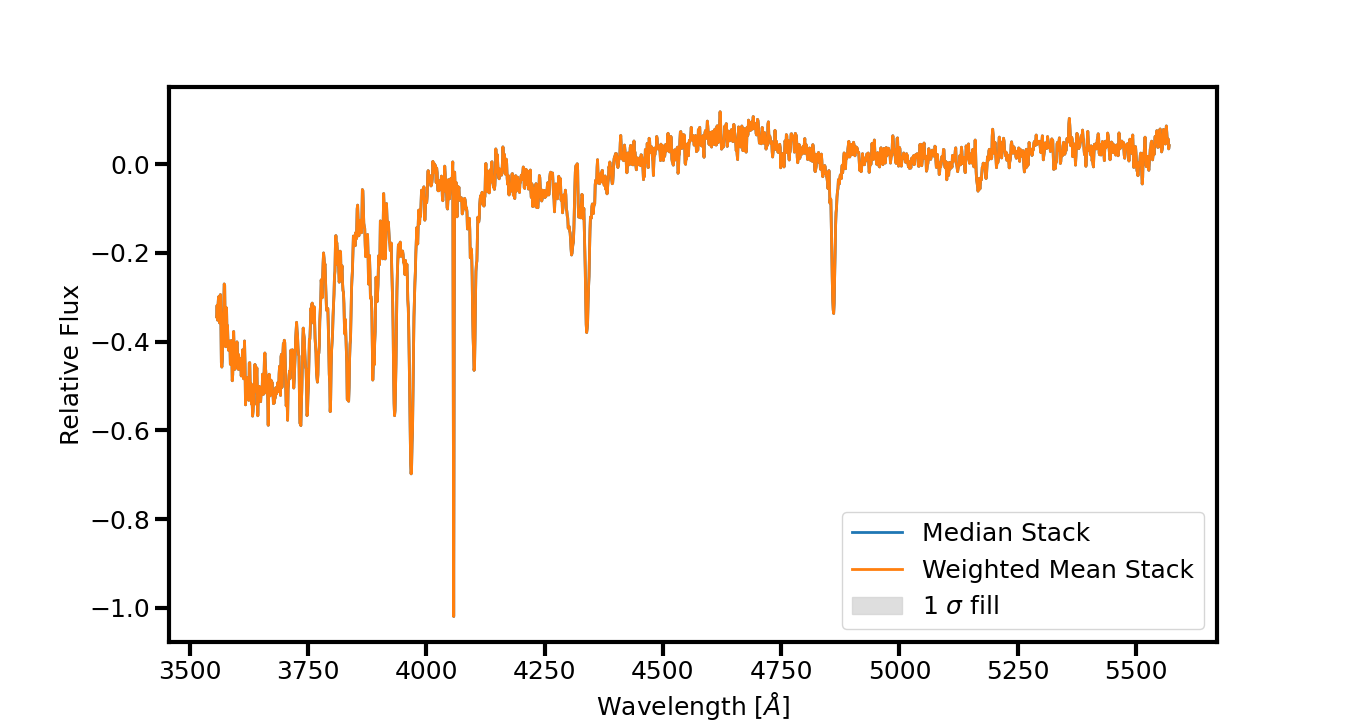 0.0
−0.2
−0.4
−0.6
−0.8
−1.0
Relative Flux
Median Stack
Weighted Mean Stack
1 σ fill
3500 3750 4000 4250 4500 4750 5000 5250 5500
Wavelength [Å]